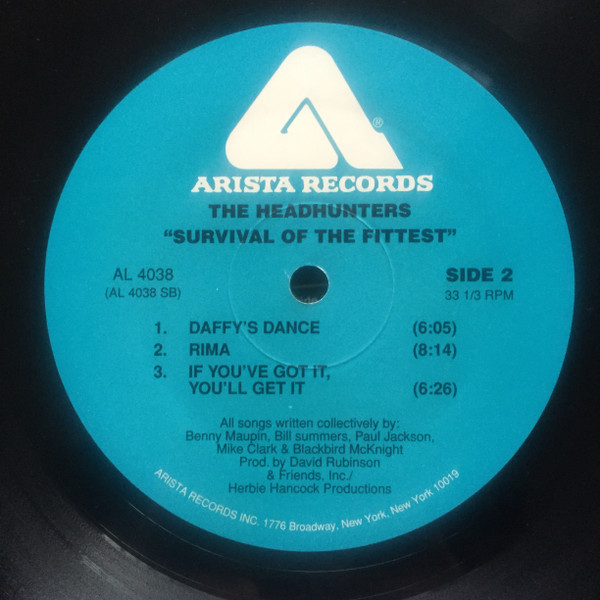 ®
ARISTA RECORDS
THE HEADHUNTERS
"SURVIVAL OF THE FITTEST"
AL 4038
(AL 4038 SB)
SIDE 2
33 1/3 RPM
1. DAFFY'S DANCE (6:05)
2. RIMA (8:14)
3. IF YOU'VE GOT IT,
YOU'LL GET IT (6:26)
All songs written collectively by:
Benny Maupin, Bill summers, Paul Jackson,
Mike Clark & Blackbird McKnight
Prod. by David Rubinson
& Friends, Inc./
Herbie Hancock Productions
ARISTA RECORDS INC. 1776 Broadway, New York, New York 10019